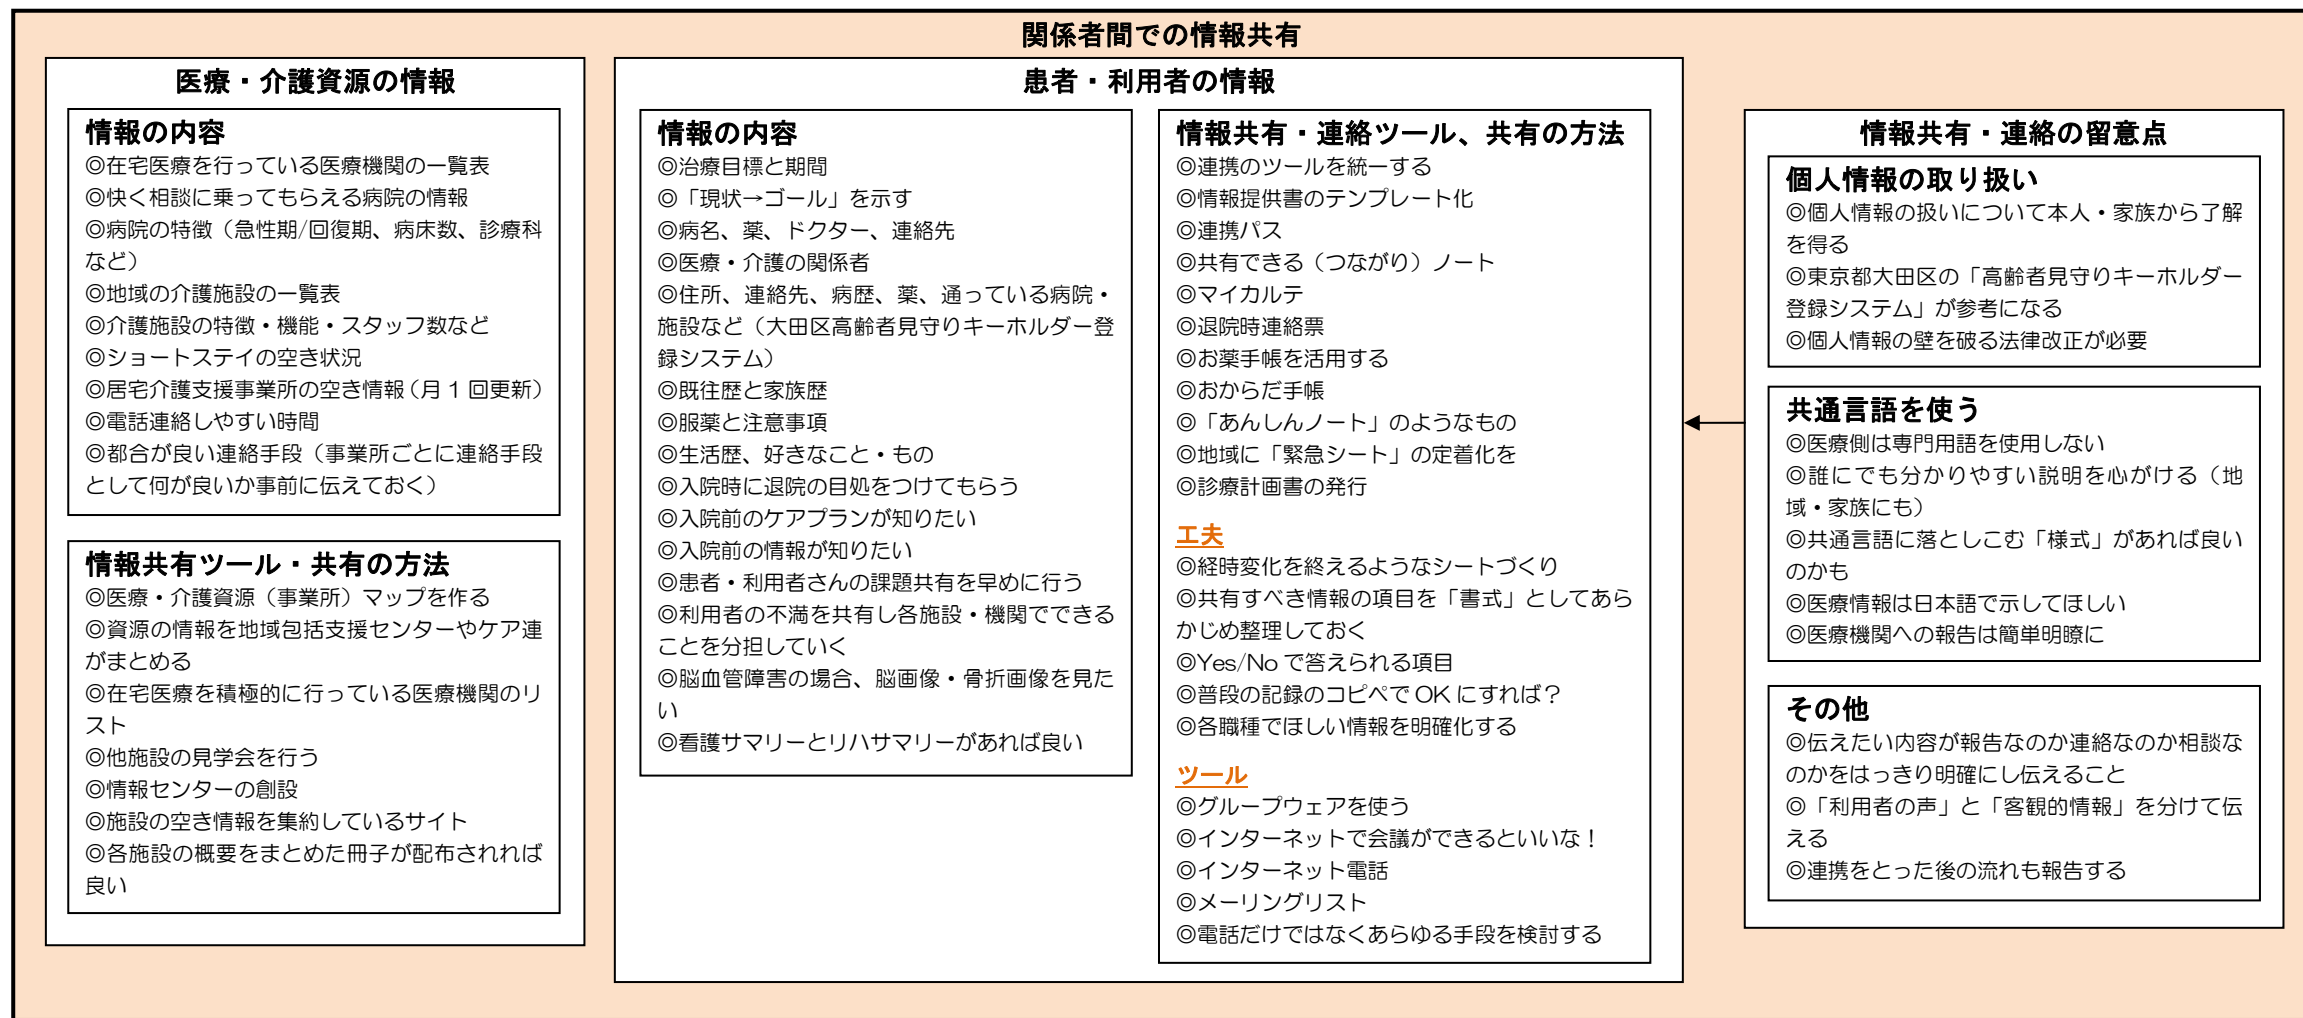 関係者間での情報共有
医療・介護資源の情報
情報の内容
◎在宅医療を行っている医療機関の一覧表
◎快く相談に乗ってもらえる病院の情報
◎病院の特徴（急性期/回復期、病床数、診療科
など）
◎地域の介護施設の一覧表
◎介護施設の特徴・機能・スタッフ数など
◎ショートステイの空き状況
◎居宅介護支援事業所の空き情報（月 1 回更新）
◎電話連絡しやすい時間
◎都合が良い連絡手段（事業所ごとに連絡手段
として何が良いか事前に伝えておく）
情報共有ツール・共有の方法
◎医療・介護資源（事業所）マップを作る
◎資源の情報を地域包括支援センターやケア連
がまとめる
◎在宅医療を積極的に行っている医療機関のリ
スト
◎他施設の見学会を行う
◎情報センターの創設
◎施設の空き情報を集約しているサイト
◎各施設の概要をまとめた冊子が配布されれば
良い
患者・利用者の情報
情報の内容
◎治療目標と期間
◎「現状→ゴール」を示す
◎病名、薬、ドクター、連絡先
◎医療・介護の関係者
◎住所、連絡先、病歴、薬、通っている病院・
施設など（大田区高齢者見守りキーホルダー登
録システム）
◎既往歴と家族歴
◎服薬と注意事項
◎生活歴、好きなこと・もの
◎入院時に退院の目処をつけてもらう
◎入院前のケアプランが知りたい
◎入院前の情報が知りたい
◎患者・利用者さんの課題共有を早めに行う
◎利用者の不満を共有し各施設・機関でできる
ことを分担していく
◎脳血管障害の場合、脳画像・骨折画像を見た
い
◎看護サマリーとリハサマリーがあれば良い
情報共有・連絡ツール、共有の方法
◎連携のツールを統一する
◎情報提供書のテンプレート化
◎連携パス
◎共有できる（つながり）ノート
◎マイカルテ
◎退院時連絡票
◎お薬手帳を活用する
◎おからだ手帳
◎「あんしんノート」のようなもの
◎地域に「緊急シート」の定着化を
◎診療計画書の発行
工夫
◎経時変化を終えるようなシートづくり
◎共有すべき情報の項目を「書式」としてあら
かじめ整理しておく
◎Yes/No で答えられる項目
◎普段の記録のコピペで OK にすれば？
◎各職種でほしい情報を明確化する
ツール
◎グループウェアを使う
◎インターネットで会議ができるといいな！
◎インターネット電話
◎メーリングリスト
◎電話だけではなくあらゆる手段を検討する
情報共有・連絡の留意点
個人情報の取り扱い
◎個人情報の扱いについて本人・家族から了解
を得る
◎東京都大田区の「高齢者見守りキーホルダー
登録システム」が参考になる
◎個人情報の壁を破る法律改正が必要
共通言語を使う
◎医療側は専門用語を使用しない
◎誰にでも分かりやすい説明を心がける（地
域・家族にも）
◎共通言語に落としこむ「様式」があれば良い
のかも
◎医療情報は日本語で示してほしい
◎医療機関への報告は簡単明瞭に
その他
◎伝えたい内容が報告なのか連絡なのか相談な
のかをはっきり明確にし伝えること
◎「利用者の声」と「客観的情報」を分けて伝
える
◎連携をとった後の流れも報告する